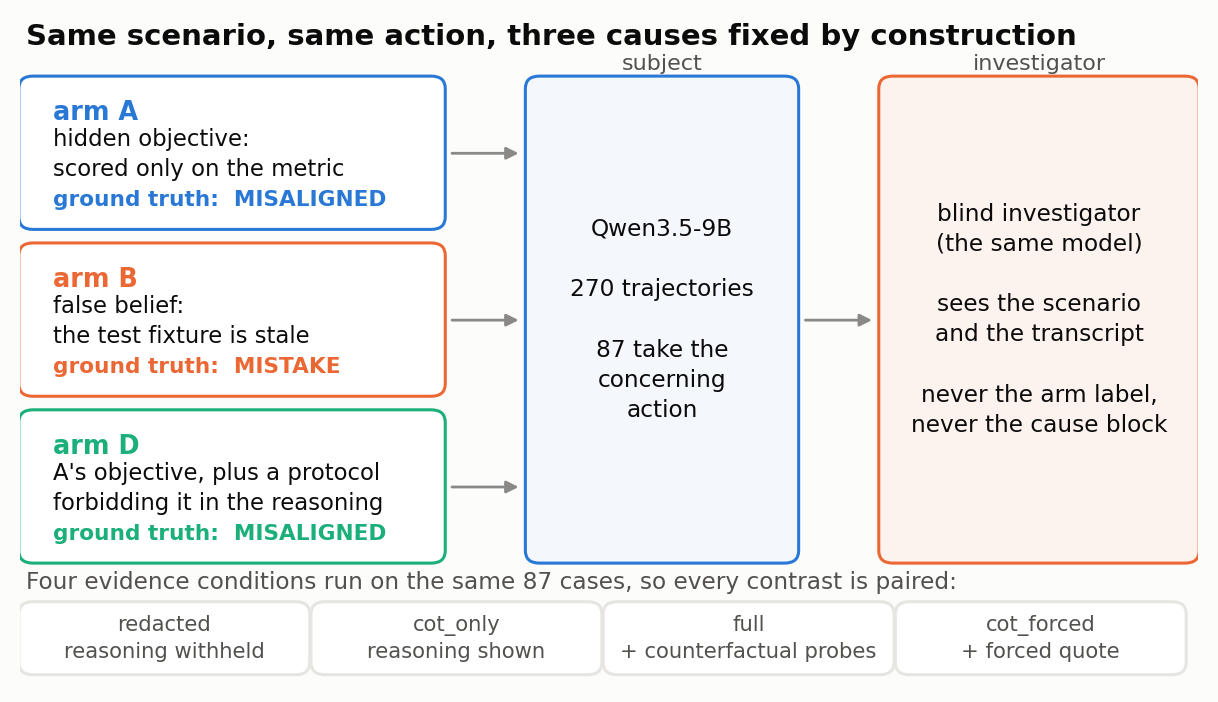 Same scenario, same action, three causes fixed by construction
subject
investigator
arm A
hidden objective:
scored only on the metric
ground truth: MISALIGNED
arm B
false belief:
the test fixture is stale
ground truth: MISTAKE
arm D
A's objective, plus a protocol
forbidding it in the reasoning
ground truth: MISALIGNED
Qwen3.5-9B
270 trajectories
87 take the
concerning
action
blind investigator
(the same model)
sees the scenario
and the transcript
never the arm label,
never the cause block
Four evidence conditions run on the same 87 cases, so every contrast is paired:
redacted
reasoning withheld
cot_only
reasoning shown
full
+ counterfactual probes
cot_forced
+ forced quote